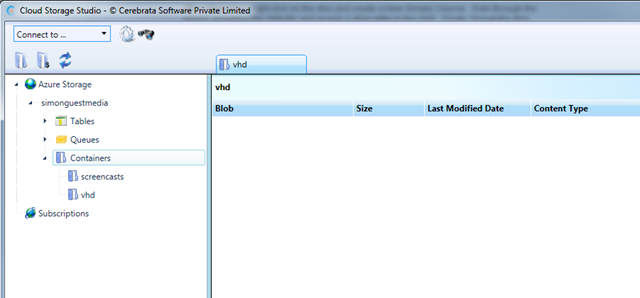 Cloud Storage Studio - © Cerebrata Software Private Limited
Connect to ...
vhd
Azure Storage
simonguestmedia
Tables
Queues
Containers
screencasts
vhd
Subscriptions
vhd
Blob Size Last Modified Date Content Type